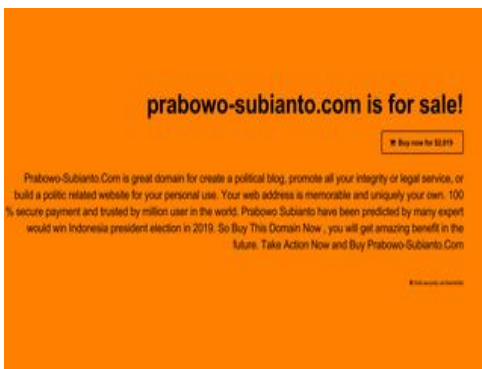 prabowo-subianto.com is for sale!
Buy now for $2,019
Prabowo-Subianto.Com is great domain for create a political blog, promote all your integrity or legal service, or
build a politic related website for your personal use. Your web address is memorable and uniquely your own. 100
% secure payment and trusted by million user in the world. Prabowo Subianto have been predicted by many expert
would win Indonesia president election in 2019. So Buy This Domain Now , you will get amazing benefit in the
future. Take Action Now and Buy Prabowo-Subianto.Com